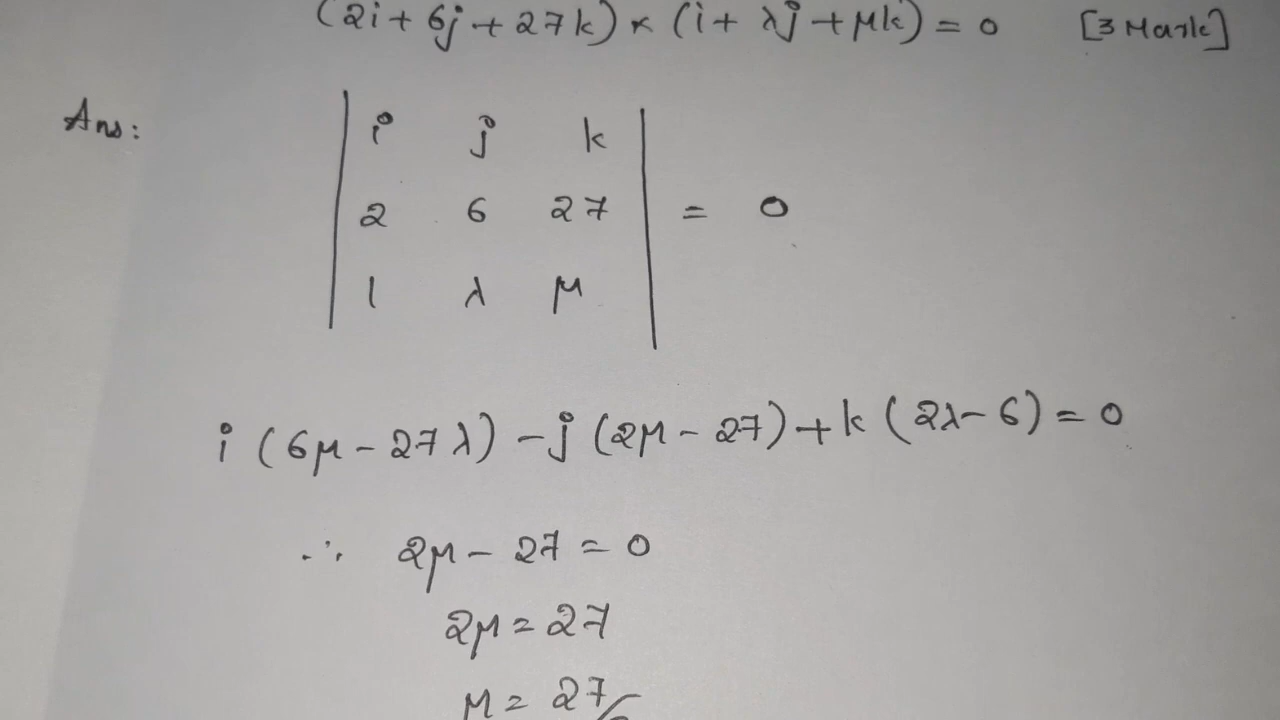 (2i + 6j + 27k) × (i + λj + μk) = 0 [3 Mark]
Ans:
| i j k |
| 2 6 27 | = 0
| 1 λ μ |
i (6μ - 27λ) - j (2μ - 27) + k (2λ - 6) = 0
∴ 2μ - 27 = 0
2μ = 27
μ = 27/